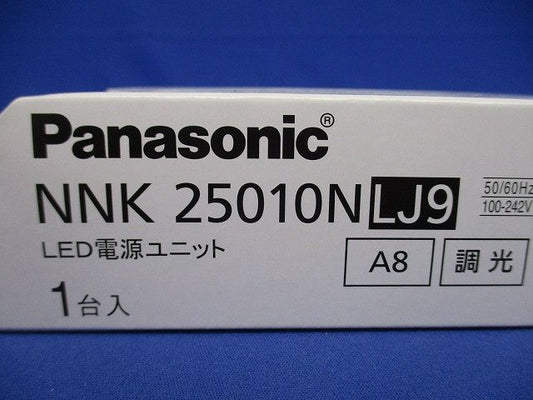 Panasonic®
NNK 25010N LJ9
50/60Hz
100-242V
LED電源ユニット
A8 調光
1台入